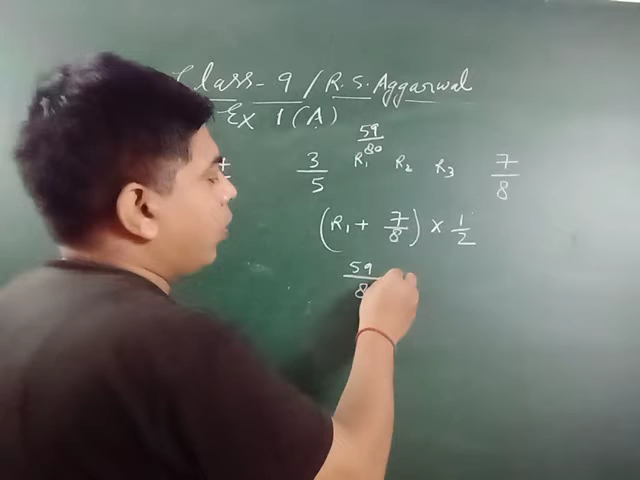 Class-9 / R.S. Aggarwal
Ex 1(A)
59/80
3/5 R₁ R₂ R₃ 7/8
(R₁ + 7/8) × 1/2
59/8